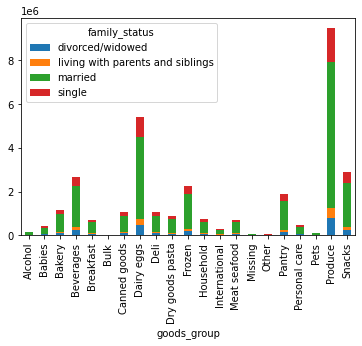 1e6
family_status
divorced/widowed
living with parents and siblings
married
single
8
6
4
2
0
Alcohol
Babies
Bakery
Beverages
Breakfast
Bulk
Canned goods
Dairy eggs
Deli
Dry goods pasta
Frozen
Household
International
Meat seafood
Missing
Other
Pantry
Personal care
Pets
Produce
Snacks
goods_group